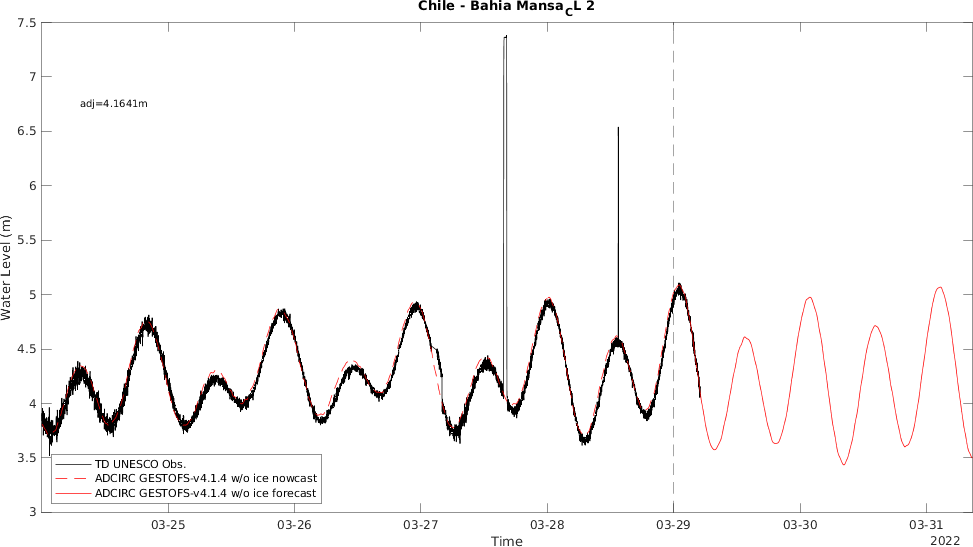 Chile - Bahia MansaCL 2
7.5
7
6.5
6
5.5
5
4.5
4
3.5
3
Water Level (m)
adj=4.1641m
TD UNESCO Obs.
ADCIRC GESTOFS-v4.1.4 w/o ice nowcast
ADCIRC GESTOFS-v4.1.4 w/o ice forecast
03-25
03-26
03-27
03-28
03-29
03-30
03-31
Time
2022